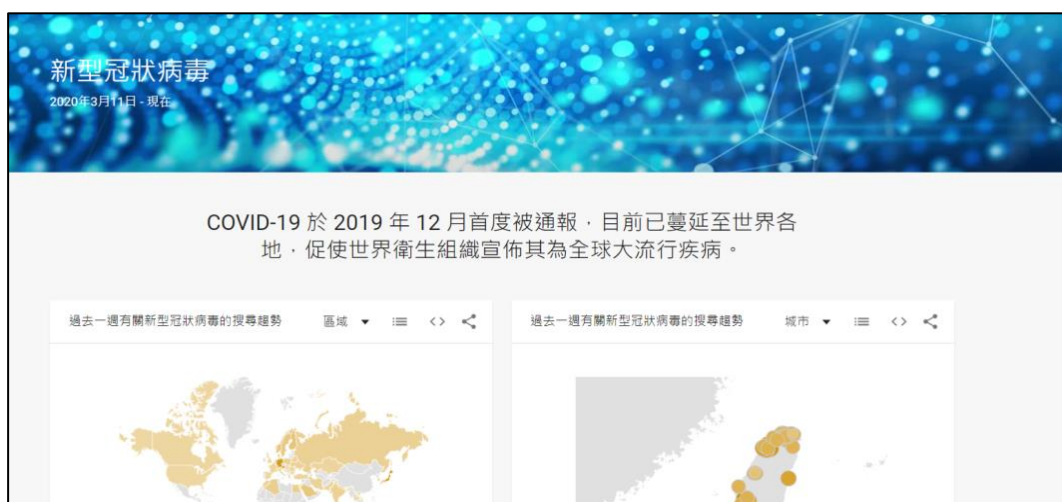 新型冠狀病毒
2020年3月11日 - 現在
COVID-19 於 2019 年 12 月首度被通報，目前已蔓延至世界各
地，促使世界衛生組織宣佈其為全球大流行疾病。
過去一週有關新型冠狀病毒的搜尋趨勢 區域
過去一週有關新型冠狀病毒的搜尋趨勢 城市